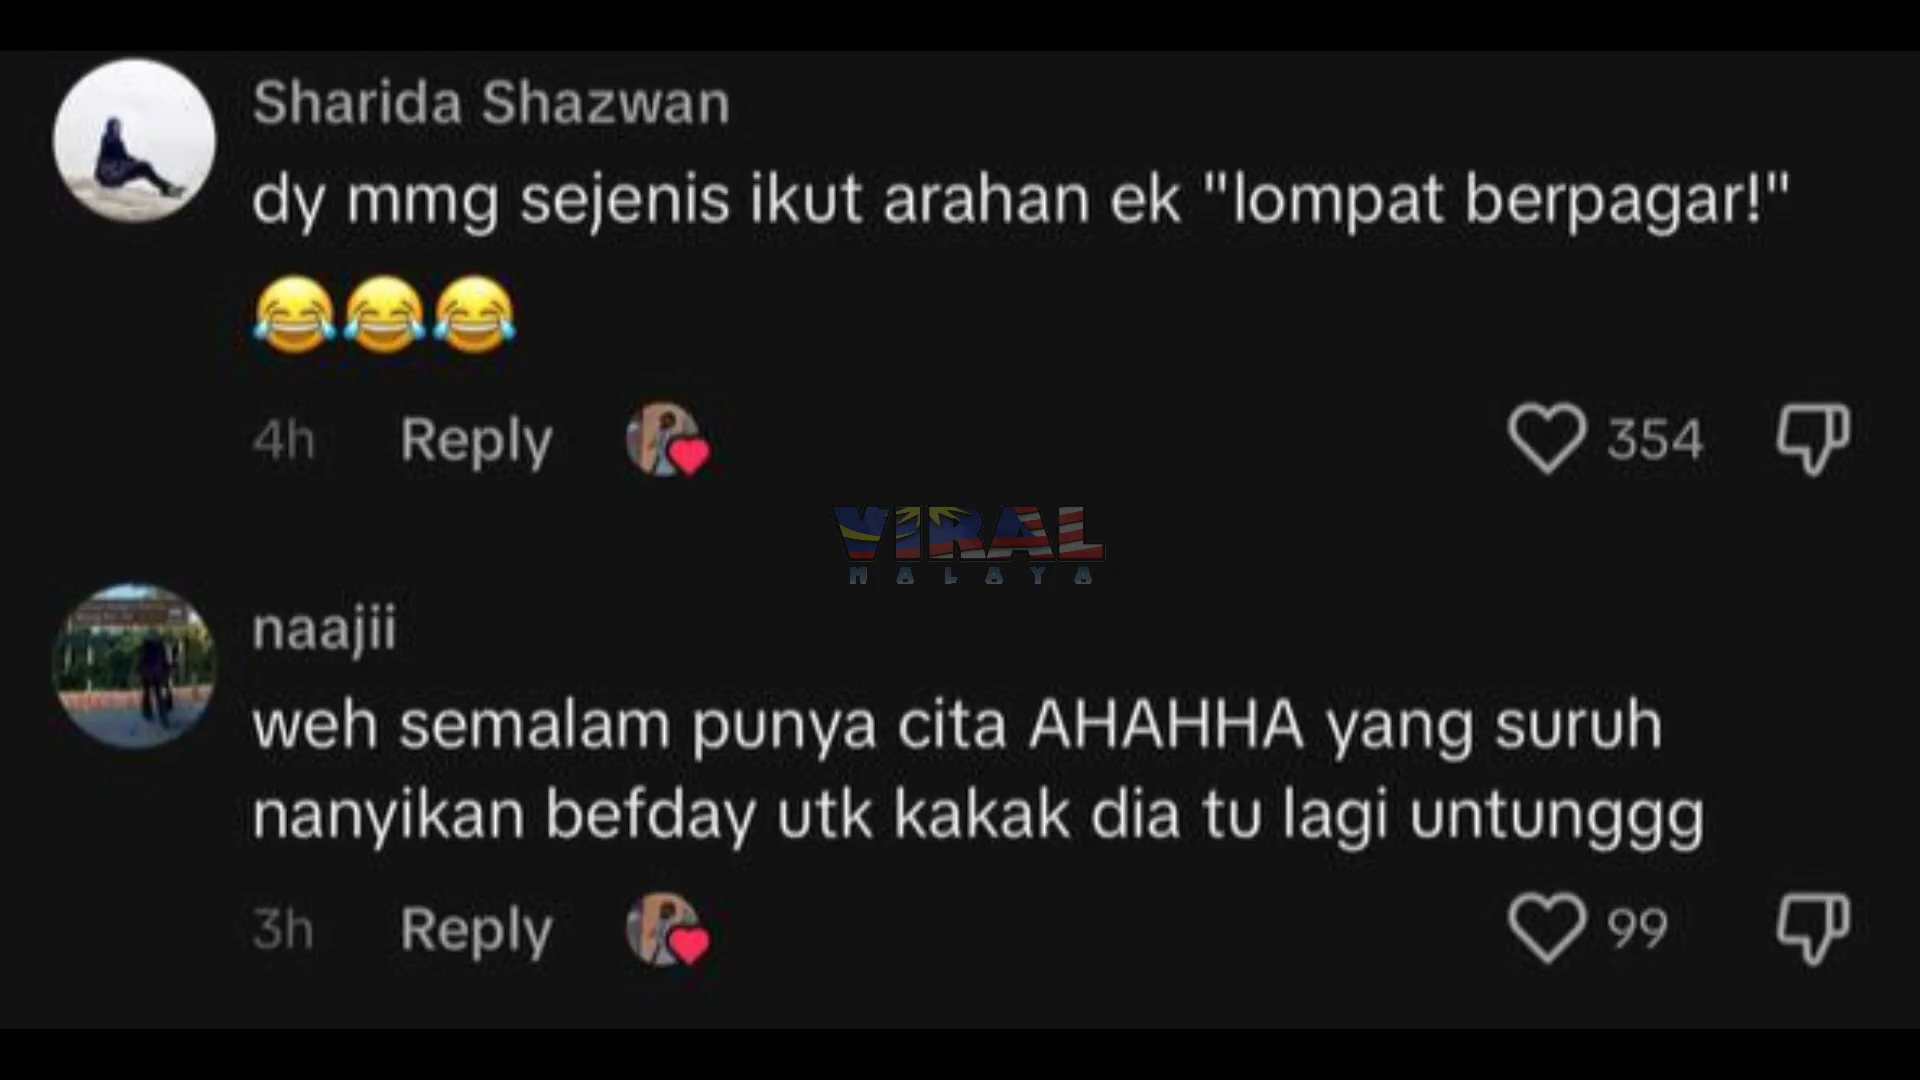 Sharida Shazwan
dy mmg sejenis ikut arahan ek "lompat berpagar!"
😂😂😂
4h Reply 354
VIRAL
MALAYA
naajii
weh semalam punya cita AHAHHA yang suruh
nanyikan befday utk kakak dia tu lagi untunggg
3h Reply 99